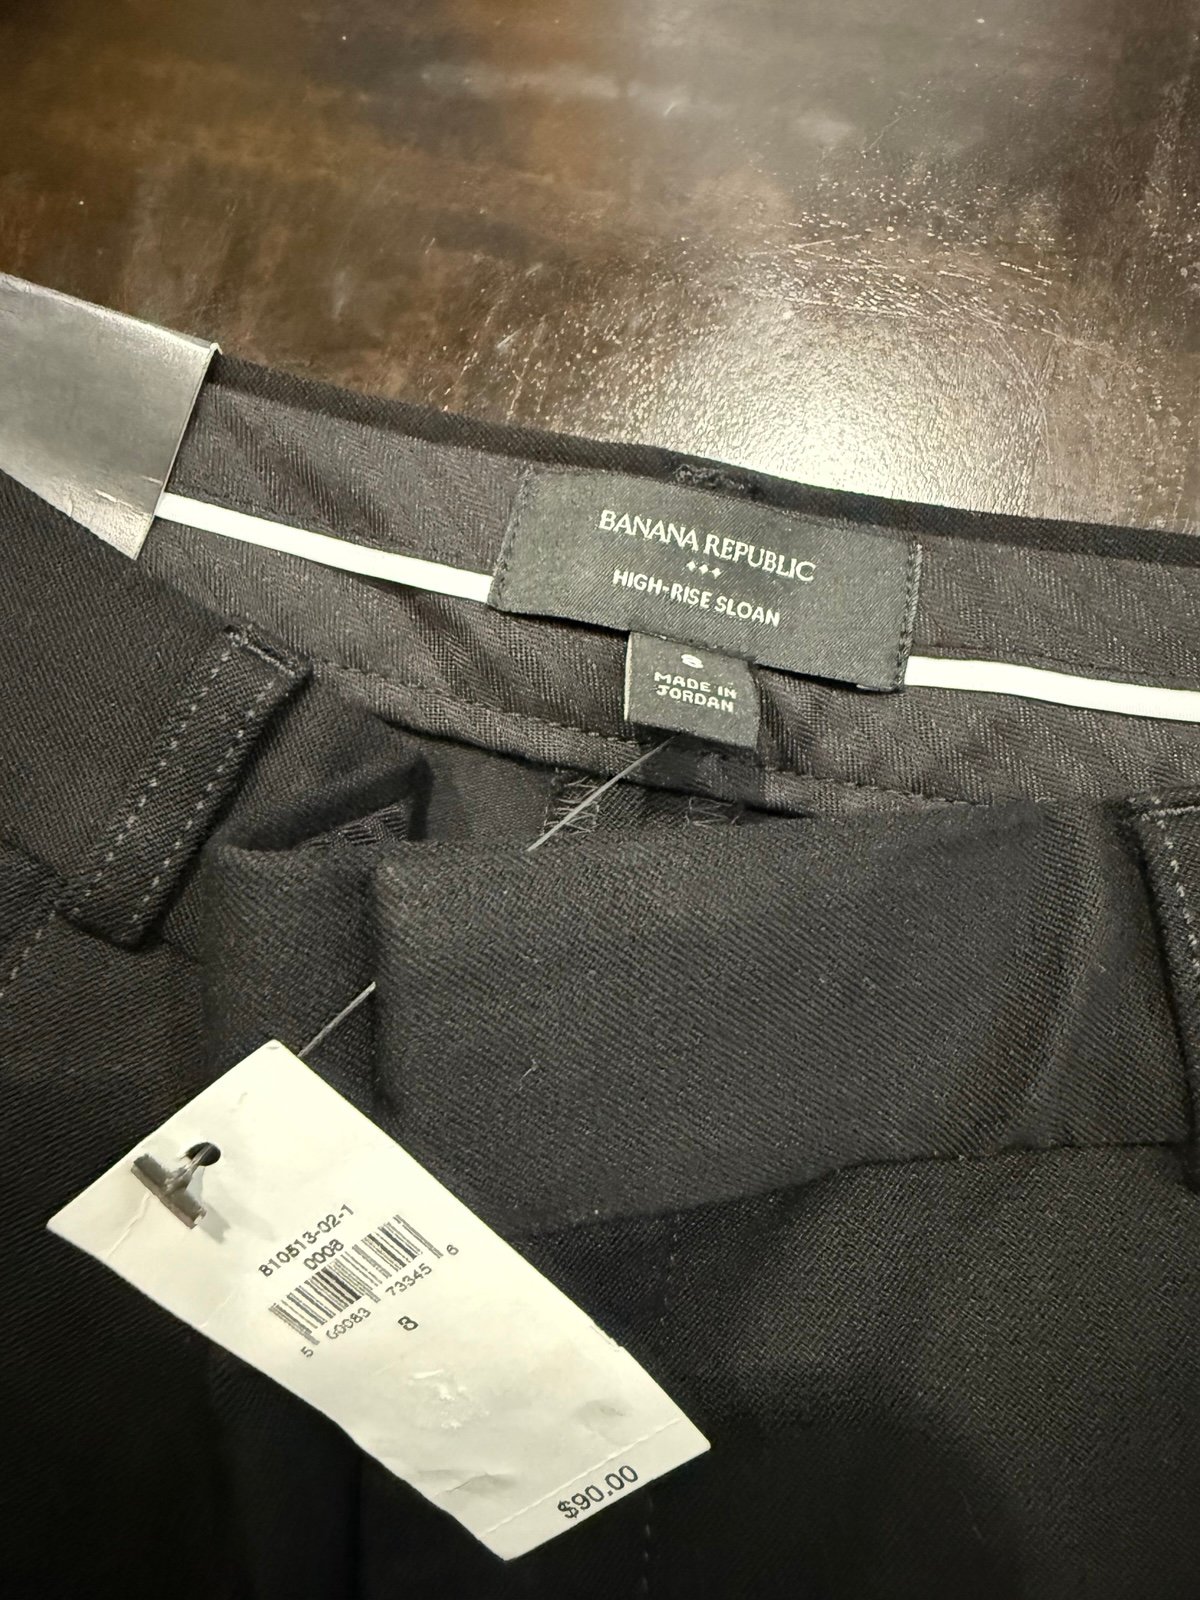 BANANA REPUBLIC
HIGH-RISE SLOAN
8
MADE IN
JORDAN
810513-02-1
0008
5 00083 73345 6
8
$90.00